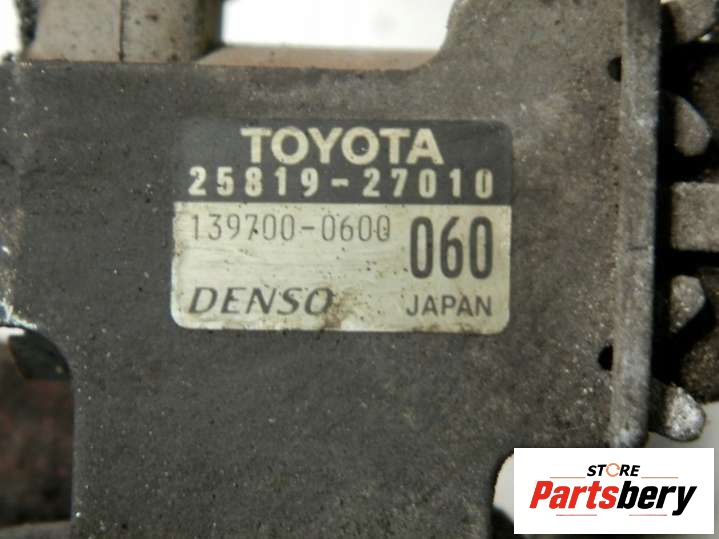 TOYOTA
25819-27010
139700-0600 060
DENSO JAPAN
STORE
Partsbery